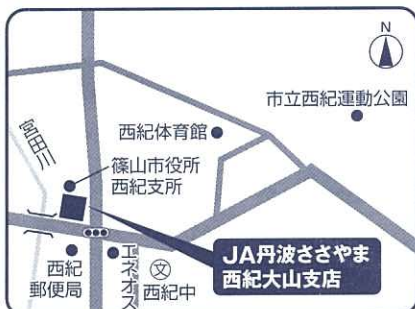 N
市立西紀運動公園
西紀体育館
宮田川
篠山市役所
西紀支所
JA丹波ささやま
西紀大山支店
西紀
郵便局
エネオス
文
西紀中